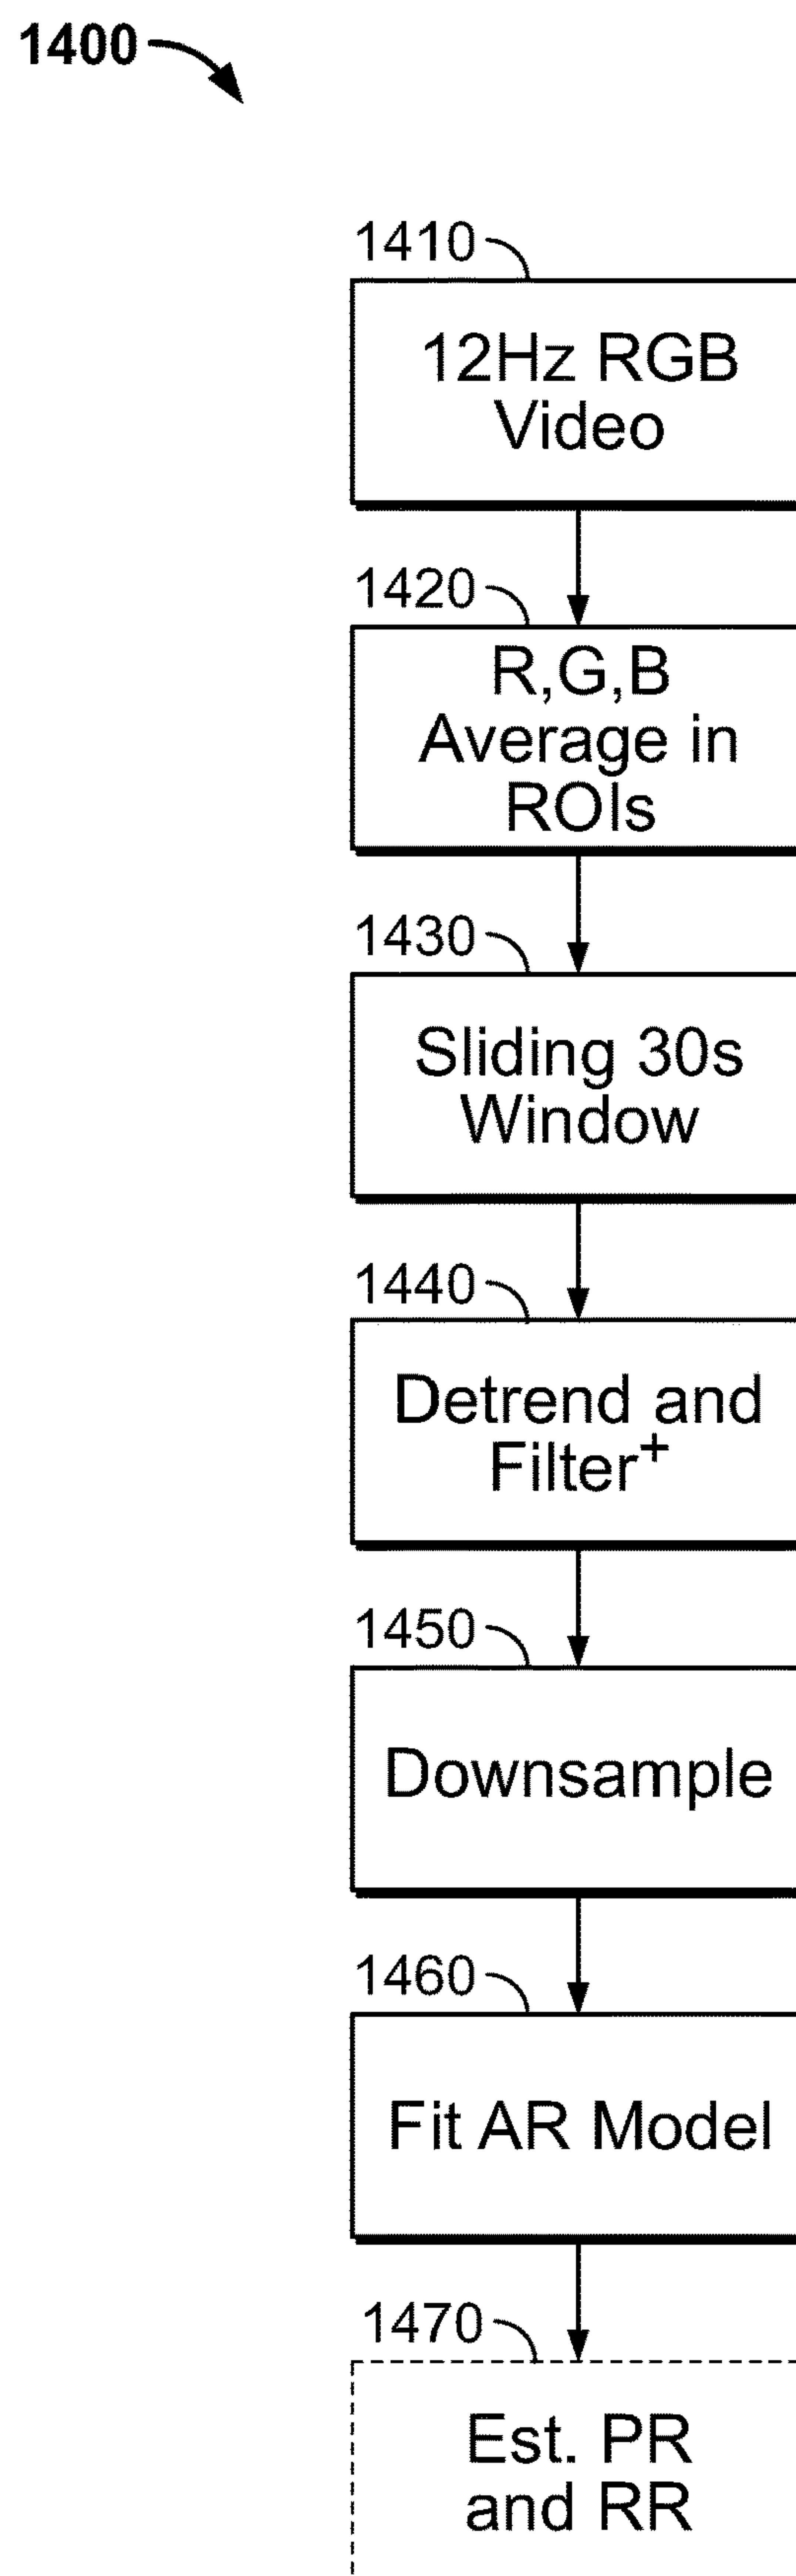 1400
1410
12Hz RGB
Video
1420
R,G,B
Average in
ROIs
1430
Sliding 30s
Window
1440
Detrend and
Filter⁺
1450
Downsample
1460
Fit AR Model
1470
Est. PR
and RR